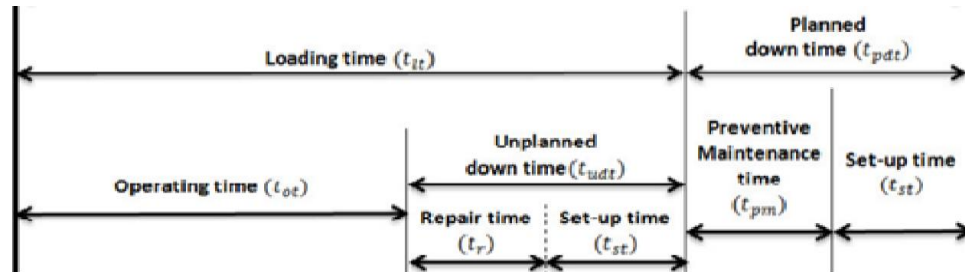 Planned
down time (t_pdt)
Loading time (t_lt)
Unplanned
down time(t_udt)
Preventive
Maintenance
time
(t_pm)
Set-up time
(t_st)
Operating time (t_ot)
Repair time
(t_r)
Set-up time
(t_st)